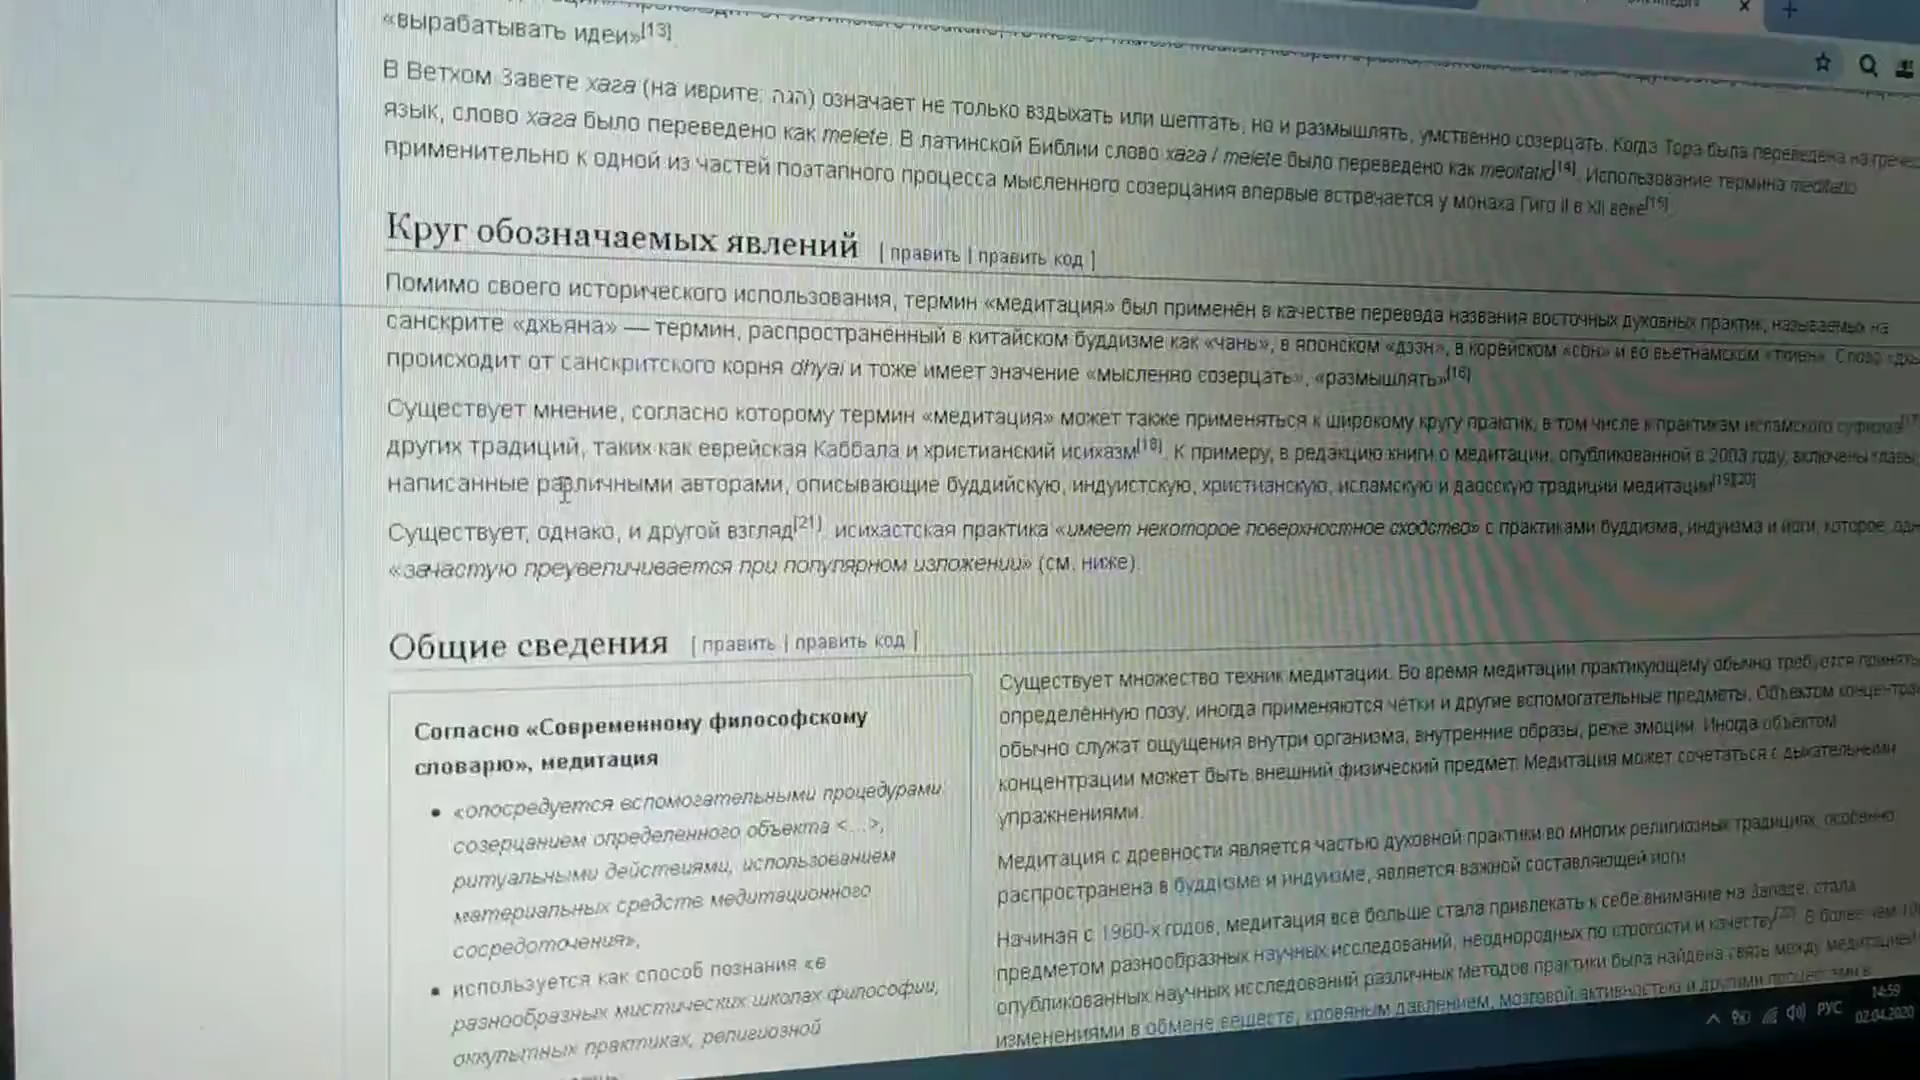 «вырабатывать идеи»[13].
В Ветхом Завете хага (на иврите: הגה) означает не только вздыхать или шептать, но и размышлять, умственно созерцать. Когда Тора была переведена на
язык, слово хага было переведено как melete. В латинской Библии слово хага / melete было переведено как meditatio[14]. Использование термина meditatio
применительно к одной из частей поэтапного процесса мысленного созерцания впервые встречается у монаха Гиго II в XII веке[15].
Круг обозначаемых явлений [ править | править код ]
Помимо своего исторического использования, термин «медитация» был применён в качестве перевода названия восточных духовных практик, называемых на
санскрите «дхьяна» — термин, распространённый в китайском буддизме как «чань», в японском «дзэн», в корейском «сон» и во вьетнамском «тхиен». Слово
происходит от санскритского корня dhyai и тоже имеет значение «мысленно созерцать», «размышлять»[16].
Существует мнение, согласно которому термин «медитация» может также применяться к широкому кругу практик, в том числе к практикам исламского суфизма
других традиций, таких как еврейская Каббала и христианский исихазм[18]. К примеру, в редакцию книги о медитации, опубликованной в 2003 году, включены главы,
написанные различными авторами, описывающие буддийскую, индуистскую, христианскую, исламскую и даосскую традиции медитации[19][20].
Существует, однако, и другой взгляд[21]: исихастская практика «имеет некоторое поверхностное сходство» с практиками буддизма, индуизма и йоги, которое,
«зачастую преувеличивается при популярном изложении» (см. ниже).
Общие сведения [ править | править код ]
Согласно «Современному философскому
словарю», медитация
• «опосредуется вспомогательными процедурами:
созерцанием определенного объекта <...>,
ритуальными действиями, использованием
материальных средств медитационного
сосредоточения»,
• используется как способ познания «в
разнообразных мистических школах философии,
оккультных практиках, религиозной
Существует множество техник медитации. Во время медитации практикующему обычно требуется принять
определённую позу, иногда применяются чётки и другие вспомогательные предметы. Объектом
обычно служат ощущения внутри организма, внутренние образы, реже эмоции. Иногда объектом
концентрации может быть внешний физический предмет. Медитация может сочетаться с дыхательными
упражнениями.
Медитация с древности является частью духовной практики во многих религиозных традициях, особенно
распространена в буддизме и индуизме, является важной составляющей йоги.
Начиная с 1960-х годов, медитация всё больше стала привлекать к себе внимание на Западе, стала
предметом разнообразных научных исследований, неоднородных по строгости и качеству[22]. В более чем
опубликованных научных исследований различных методов практики была найдена связь между медитацией
изменениями в обмене веществ, кровяным давлением, мозговой активностью и другими процессами в
РУС
14:59
02.04.2020